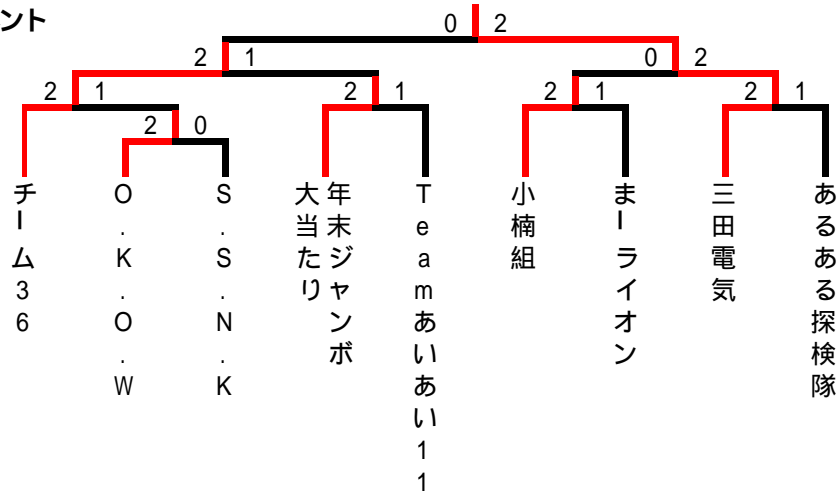 ント
0 2
2 1
0 2
2 1
2 1
2 1
2 1
2 0
チーム36
O.K.O.W
S.S.N.K
年末ジャンボ
大当たり
Teamあいあい11
小楠組
まーライオン
三田電気
あるある探検隊